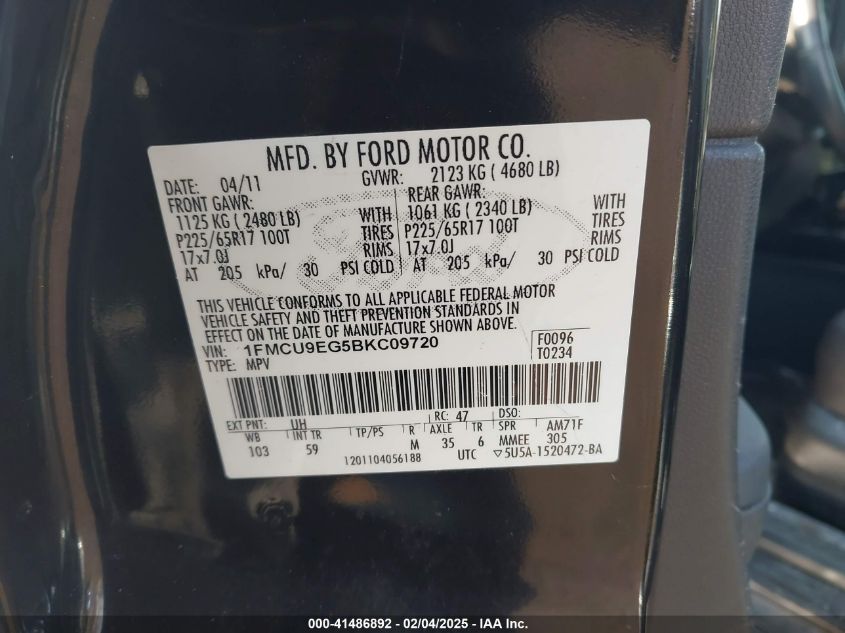 MFD. BY FORD MOTOR CO.
DATE: 04/11 GVWR: 2123 KG ( 4680 LB)
FRONT GAWR: REAR GAWR:
1125 KG ( 2480 LB) WITH 1061 KG ( 2340 LB) WITH
P225/65R17 100T TIRES P225/65R17 100T TIRES
17x7.0J RIMS 17x7.0J RIMS
AT 205 kPa/ 30 PSI COLD AT 205 kPa/ 30 PSI COLD
Ford
THIS VEHICLE CONFORMS TO ALL APPLICABLE FEDERAL MOTOR
VEHICLE SAFETY AND THEFT PREVENTION STANDARDS IN
EFFECT ON THE DATE OF MANUFACTURE SHOWN ABOVE.
VIN: 1FMCU9EG5BKC09720 F0096
TYPE: MPV T0234
EXT PNT: UH RC: 47 DSO:
WB INT TR TP/PS R AXLE TR SPR AM71F
103 59 M 35 6 MMEE 305
1201104056188 UTC ▽5U5A-1520472-BA
000-41486892 - 02/04/2025 - IAA Inc.